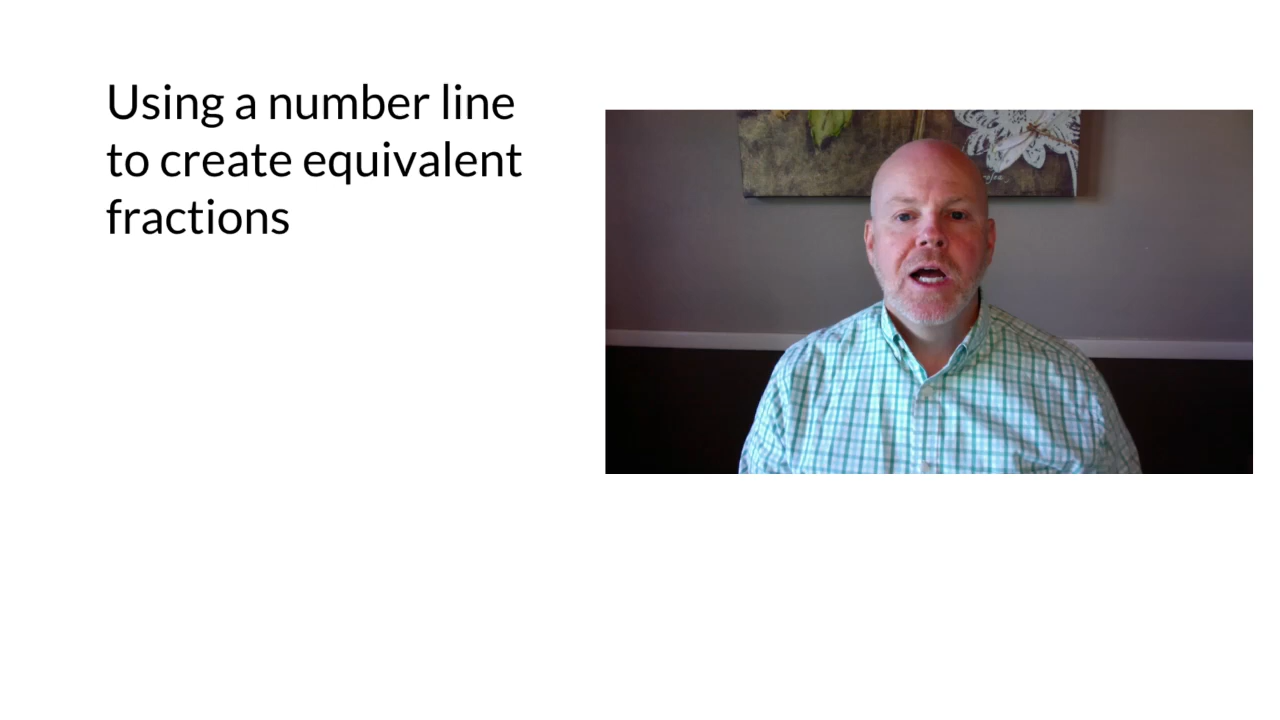 Using a number line
to create equivalent
fractions